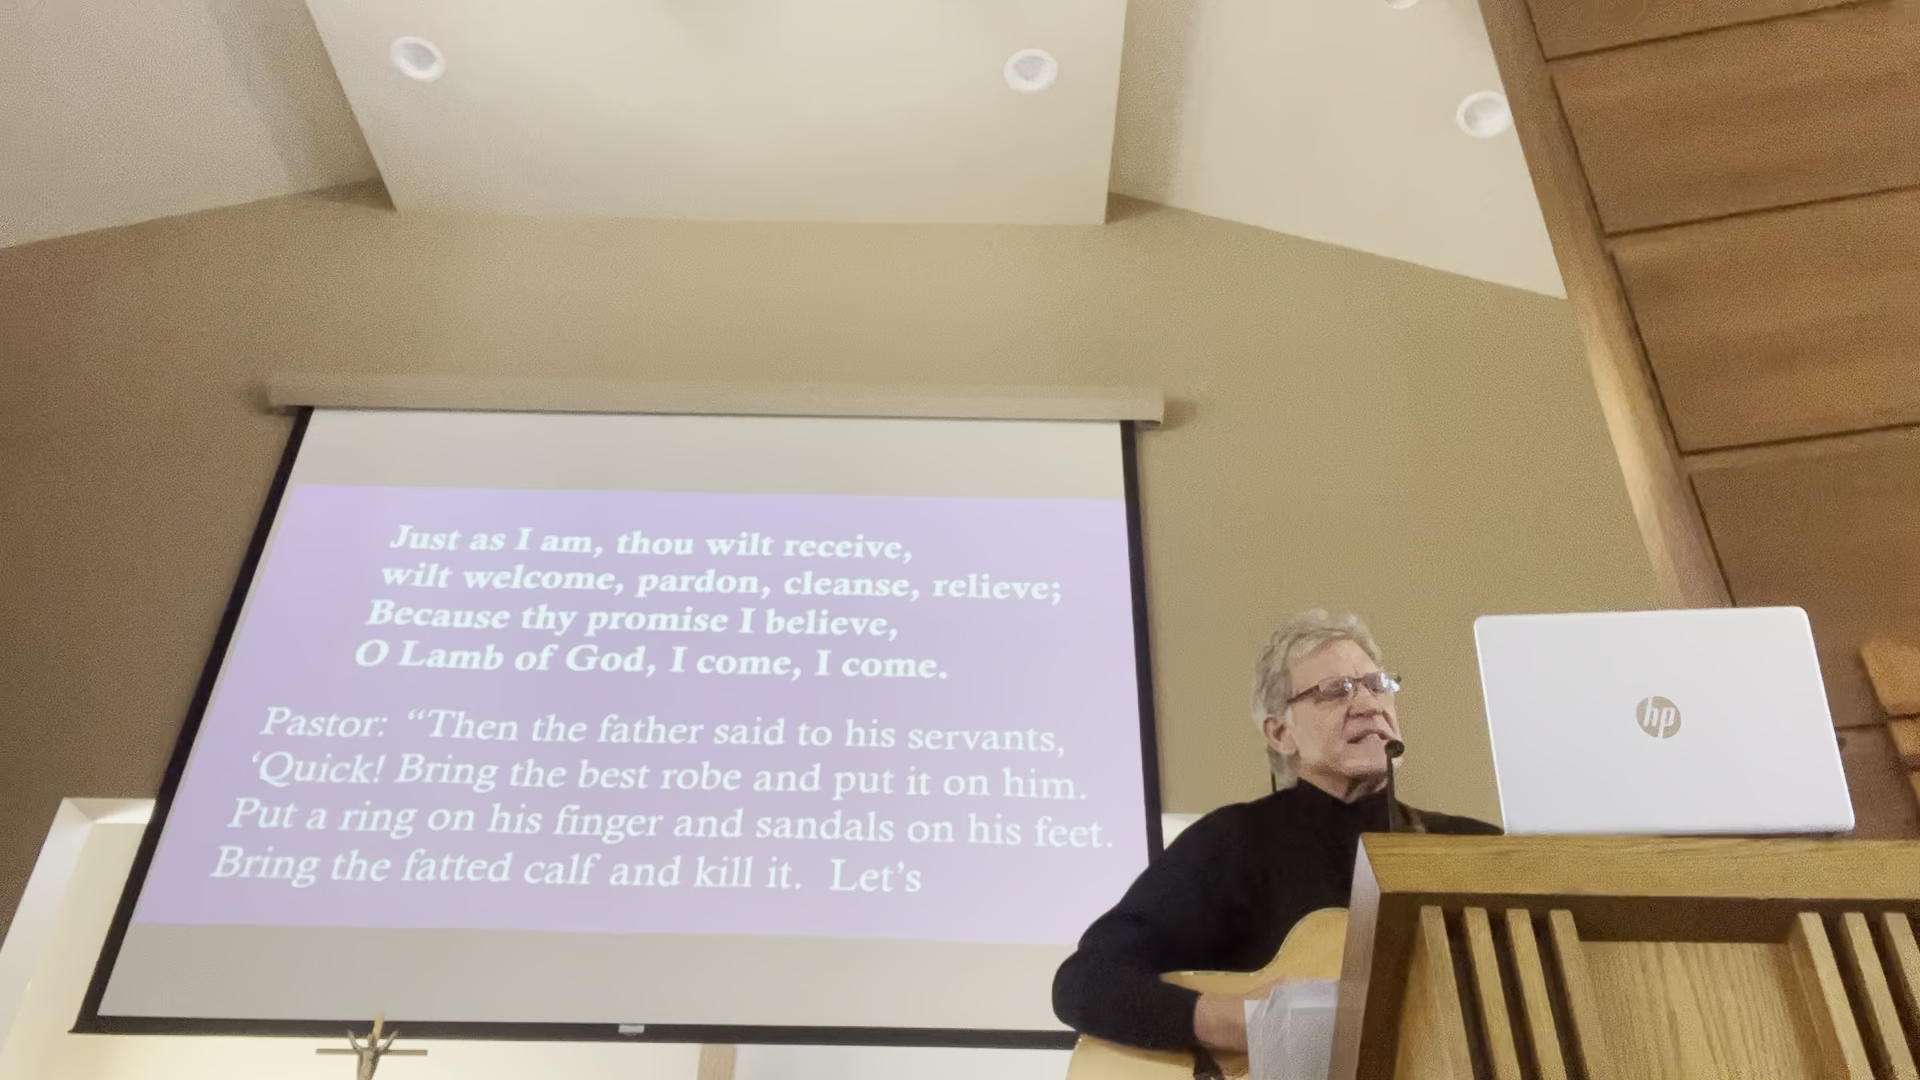 Just as I am, thou wilt receive,
wilt welcome, pardon, cleanse, relieve;
Because thy promise I believe,
O Lamb of God, I come, I come.
Pastor: “Then the father said to his servants,
‘Quick! Bring the best robe and put it on him.
Put a ring on his finger and sandals on his feet.
Bring the fatted calf and kill it. Let’s
hp